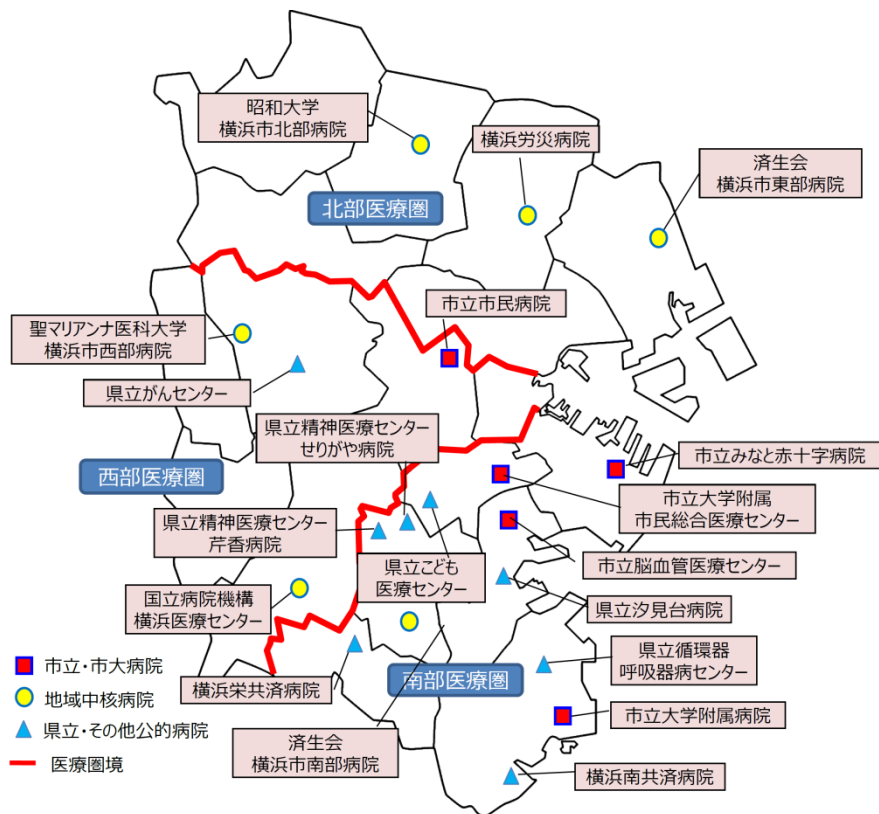 昭和大学
横浜市北部病院
横浜労災病院
済生会
横浜市東部病院
北部医療圏
市立市民病院
聖マリアンナ医科大学
横浜市西部病院
県立がんセンター
県立精神医療センター
せりがや病院
西部医療圏
市立みなと赤十字病院
市立大学附属
市民総合医療センター
県立精神医療センター
芹香病院
県立こども
医療センター
市立脳血管医療センター
国立病院機構
横浜医療センター
県立汐見台病院
県立循環器
呼吸器病センター
南部医療圏
横浜栄共済病院
市立大学附属病院
済生会
横浜市南部病院
横浜南共済病院
市立・市大病院
地域中核病院
県立・その他公的病院
医療圏境